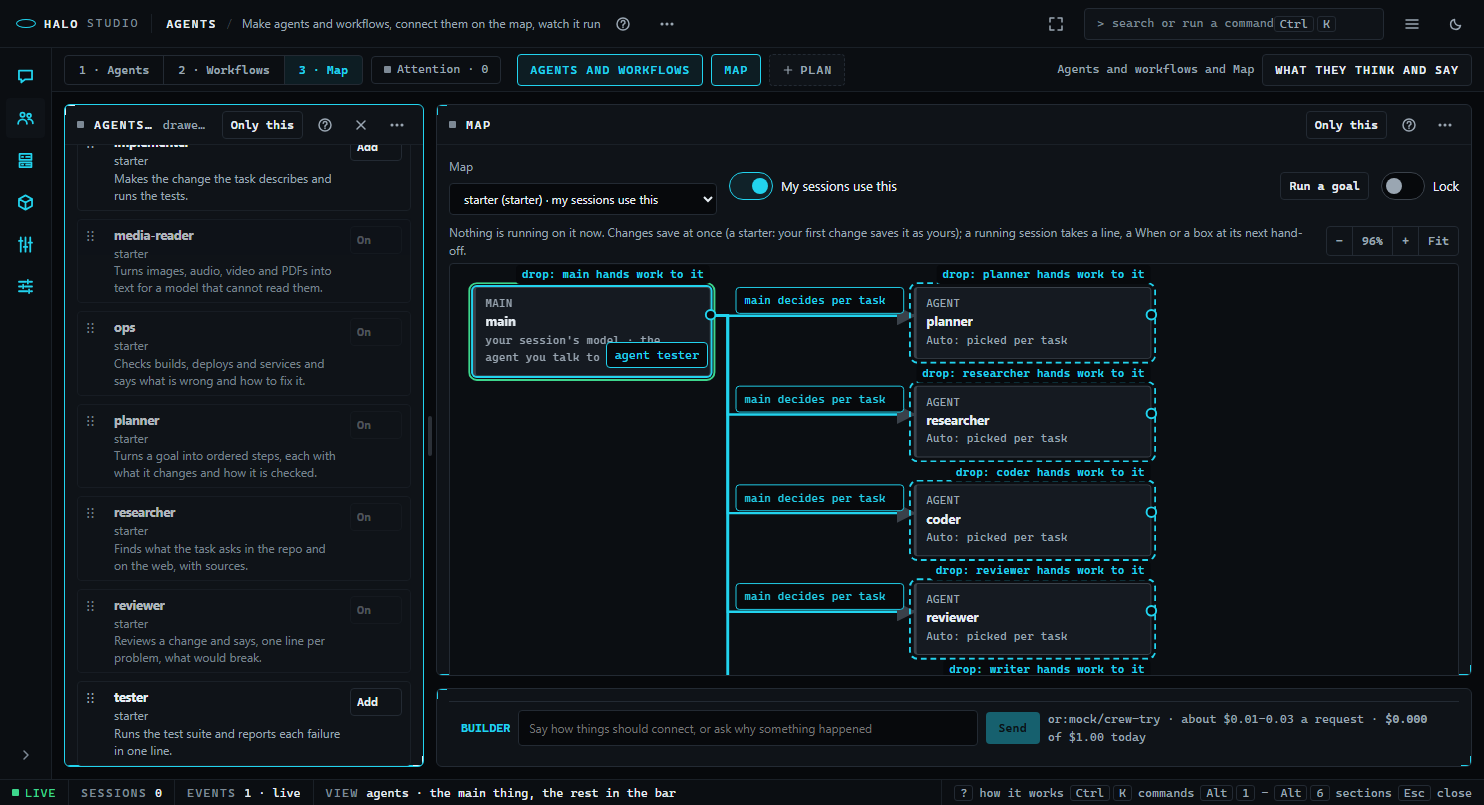 HALO STUDIO AGENTS / Make agents and workflows, connect them on the map, watch it run
> search or run a command Ctrl K
1 · Agents 2 · Workflows 3 · Map Attention · 0 AGENTS AND WORKFLOWS MAP + PLAN
Agents and workflows and Map WHAT THEY THINK AND SAY
AGENTS… drawe… Only this
implementer
starter
Makes the change the task describes and
runs the tests.
Add
media-reader
starter
Turns images, audio, video and PDFs into
text for a model that cannot read them.
On
ops
starter
Checks builds, deploys and services and
says what is wrong and how to fix it.
On
planner
starter
Turns a goal into ordered steps, each with
what it changes and how it is checked.
On
researcher
starter
Finds what the task asks in the repo and
on the web, with sources.
On
reviewer
starter
Reviews a change and says, one line per
problem, what would break.
On
tester
starter
Runs the test suite and reports each failure
in one line.
Add
MAP
Only this
Map
starter (starter) · my sessions use this
My sessions use this
Run a goal
Lock
Nothing is running on it now. Changes save at once (a starter: your first change saves it as yours); a running session takes a line, a When or a box at its next hand-
off.
− 96% + Fit
drop: main hands work to it
MAIN
main
your session's model · the
agent you talk to
agent tester
main decides per task
drop: planner hands work to it
AGENT
planner
Auto: picked per task
main decides per task
drop: researcher hands work to it
AGENT
researcher
Auto: picked per task
main decides per task
drop: coder hands work to it
AGENT
coder
Auto: picked per task
main decides per task
drop: reviewer hands work to it
AGENT
reviewer
Auto: picked per task
drop: writer hands work to it
BUILDER
Say how things should connect, or ask why something happened
Send
or:mock/crew-try · about $0.01-0.03 a request · $0.000
of $1.00 today
LIVE SESSIONS 0 EVENTS 1 · live VIEW agents · the main thing, the rest in the bar
? how it works Ctrl K commands Alt 1 – Alt 6 sections Esc close